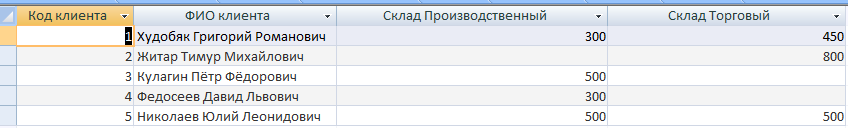 Код клиента ФИО клиента Склад Производственный Склад Торговый
1 Худобяк Григорий Романович 300 450
2 Житар Тимур Михайлович 800
3 Кулагин Пётр Фёдорович 500
4 Федосеев Давид Львович 300
5 Николаев Юлий Леонидович 500 500